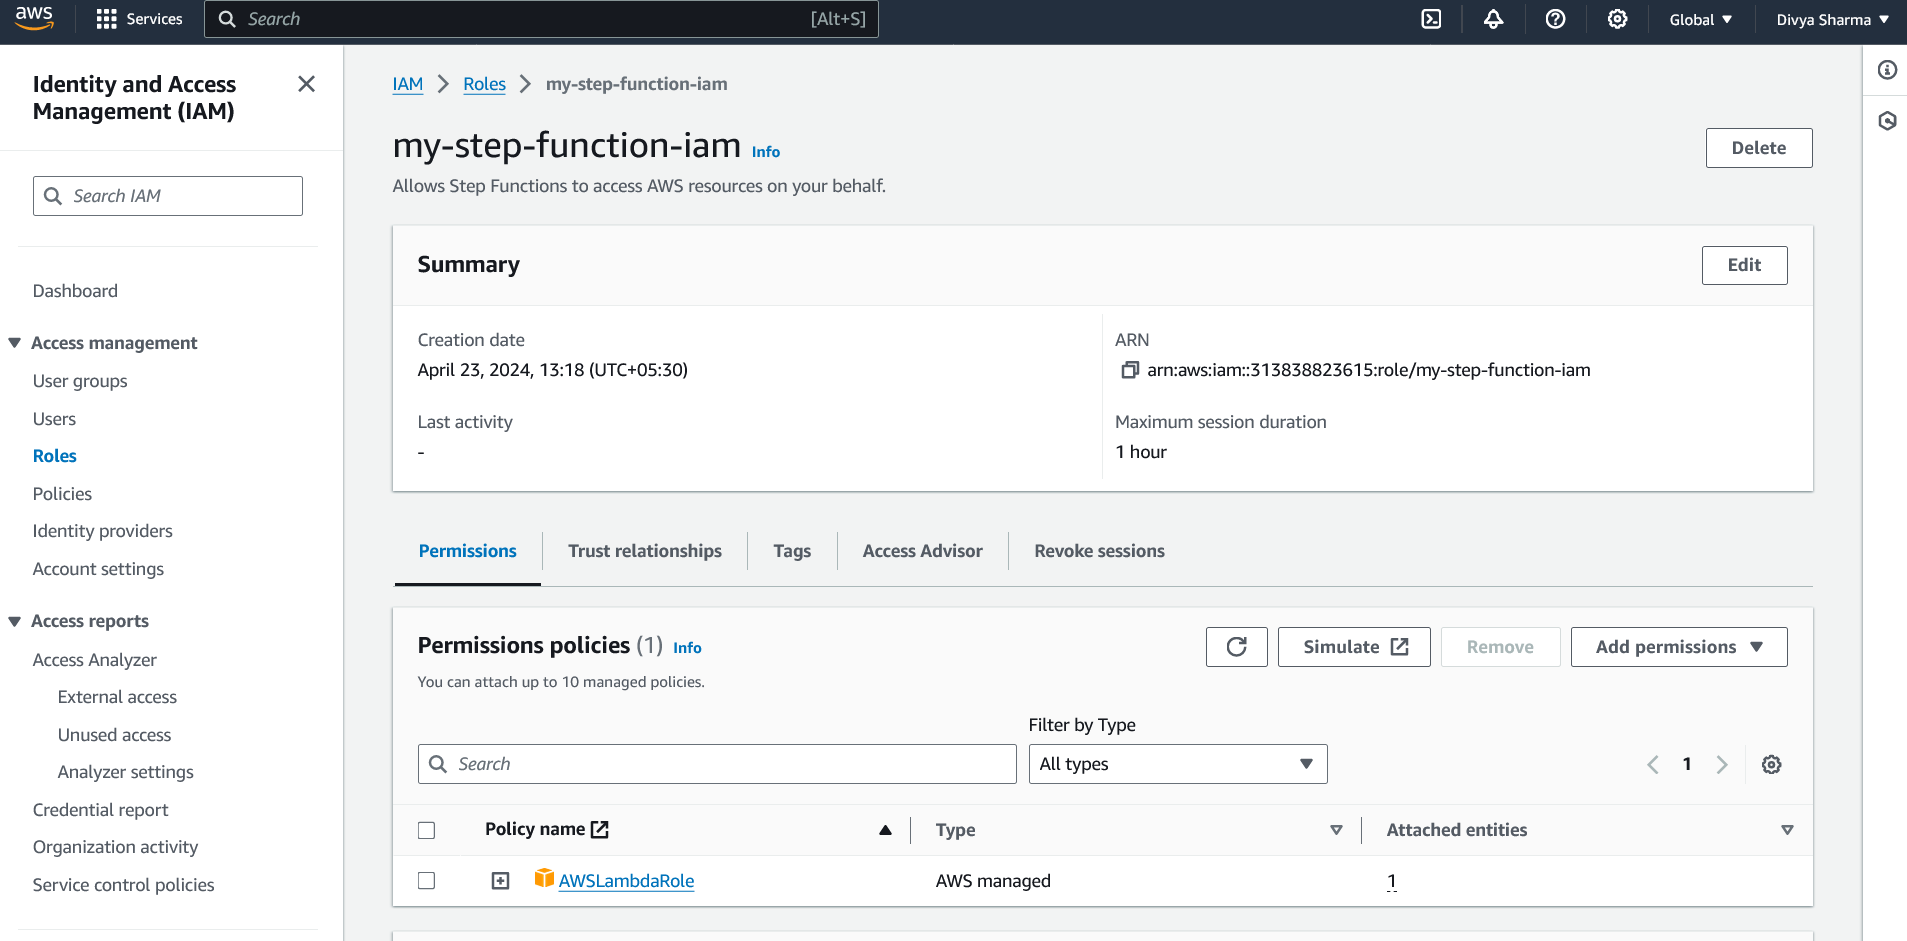 aws
Services
Search [Alt+S]
Global
Divya Sharma
Identity and Access
Management (IAM)
Search IAM
Dashboard
Access management
User groups
Users
Roles
Policies
Identity providers
Account settings
Access reports
Access Analyzer
External access
Unused access
Analyzer settings
Credential report
Organization activity
Service control policies
IAM > Roles > my-step-function-iam
my-step-function-iam Info
Delete
Allows Step Functions to access AWS resources on your behalf.
Summary
Edit
Creation date
April 23, 2024, 13:18 (UTC+05:30)
ARN
arn:aws:iam::313838823615:role/my-step-function-iam
Last activity
-
Maximum session duration
1 hour
Permissions
Trust relationships
Tags
Access Advisor
Revoke sessions
Permissions policies (1) Info
You can attach up to 10 managed policies.
Simulate
Remove
Add permissions
Filter by Type
Search
All types
1
Policy name
Type
Attached entities
AWSLambdaRole
AWS managed
1